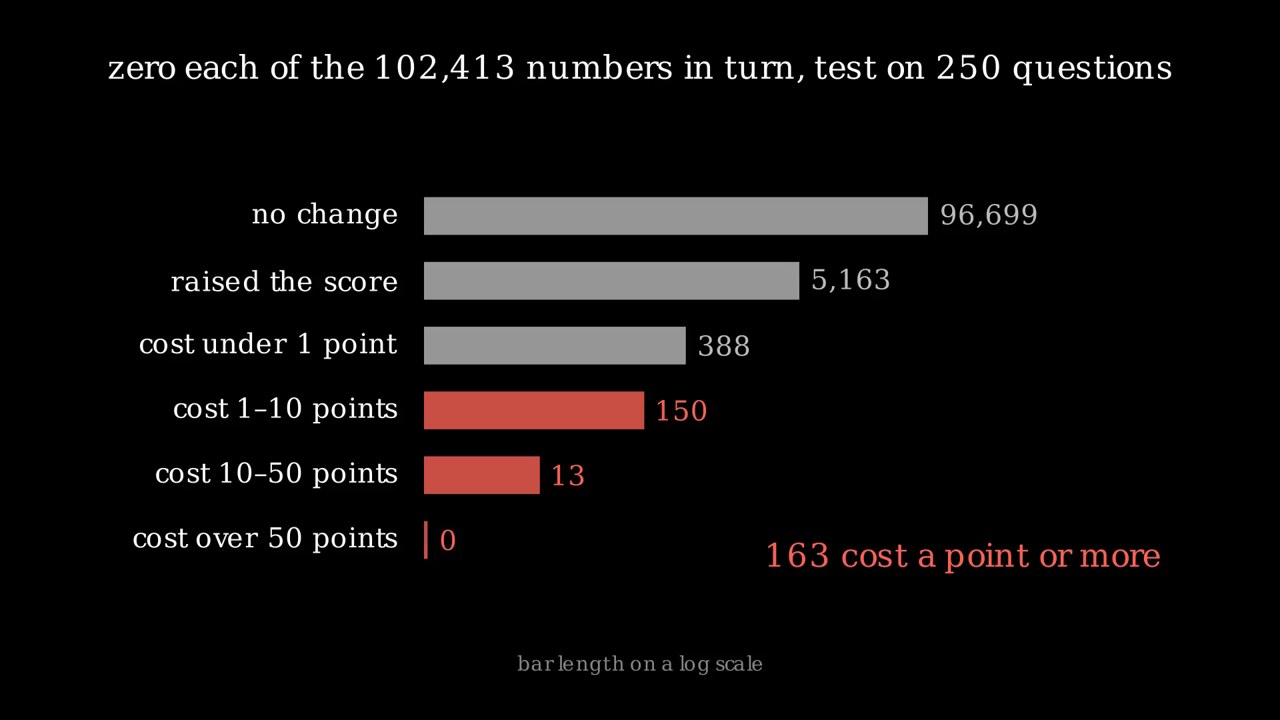 zero each of the 102,413 numbers in turn, test on 250 questions
no change 96,699
raised the score 5,163
cost under 1 point 388
cost 1–10 points 150
cost 10–50 points 13
cost over 50 points 0
163 cost a point or more
bar length on a log scale